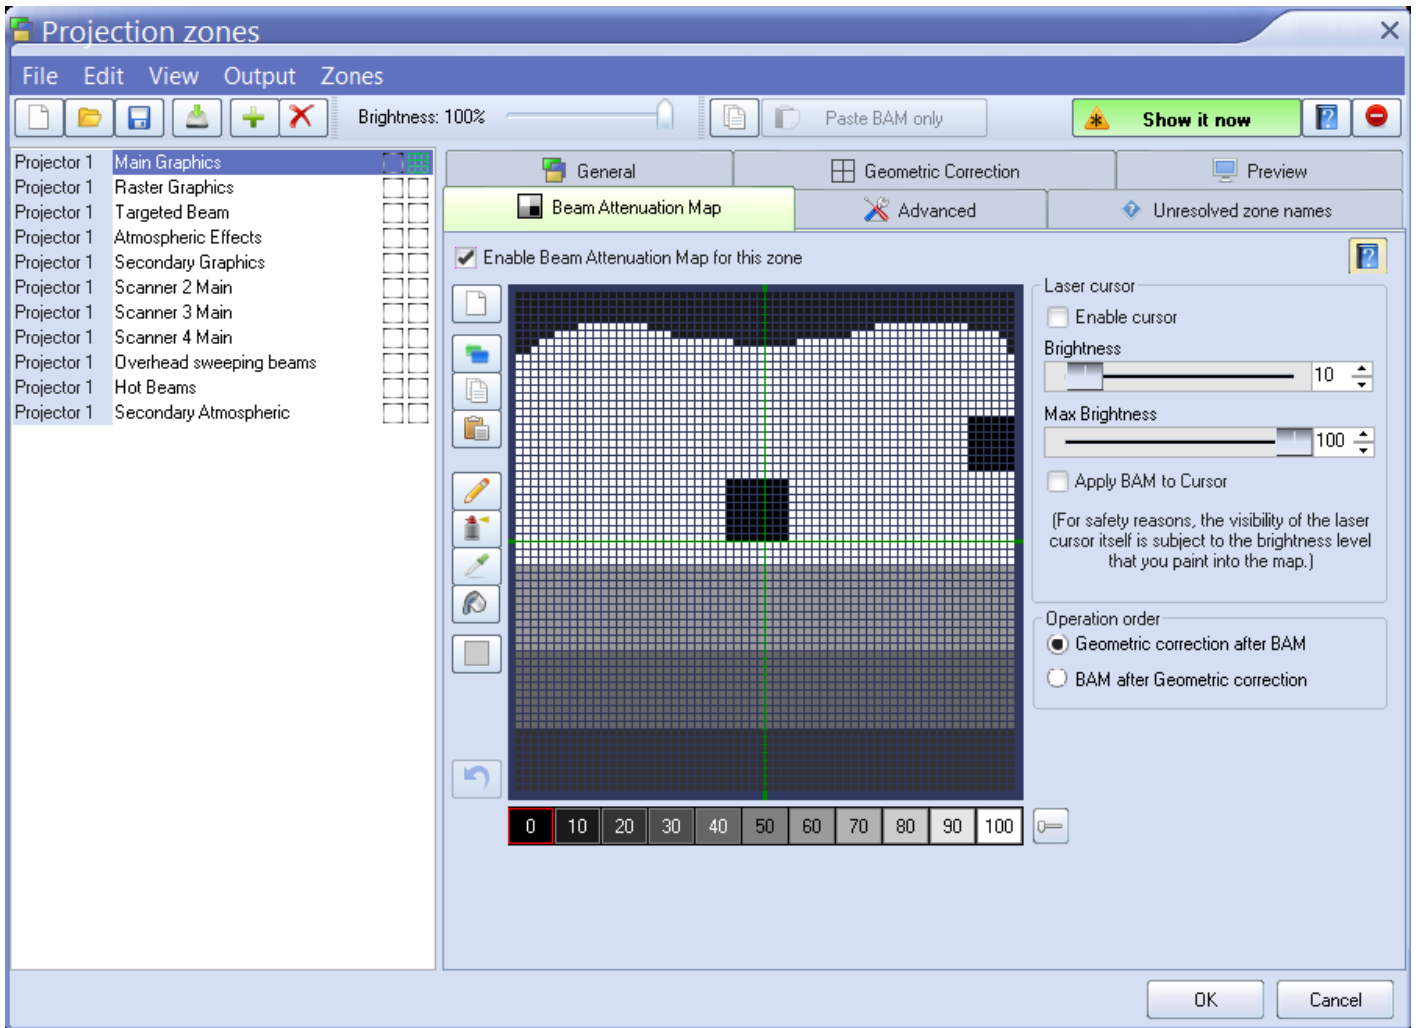 Projection zones
File Edit View Output Zones
Brightness: 100% Paste BAM only Show it now
Projector 1 Main Graphics
Projector 1 Raster Graphics
Projector 1 Targeted Beam
Projector 1 Atmospheric Effects
Projector 1 Secondary Graphics
Projector 1 Scanner 2 Main
Projector 1 Scanner 3 Main
Projector 1 Scanner 4 Main
Projector 1 Overhead sweeping beams
Projector 1 Hot Beams
Projector 1 Secondary Atmospheric
General Geometric Correction Preview
Beam Attenuation Map Advanced Unresolved zone names
Enable Beam Attenuation Map for this zone
Laser cursor
Enable cursor
Brightness
10
Max Brightness
100
Apply BAM to Cursor
(For safety reasons, the visibility of the laser
cursor itself is subject to the brightness level
that you paint into the map.)
Operation order
Geometric correction after BAM
BAM after Geometric correction
0 10 20 30 40 50 60 70 80 90 100
OK Cancel